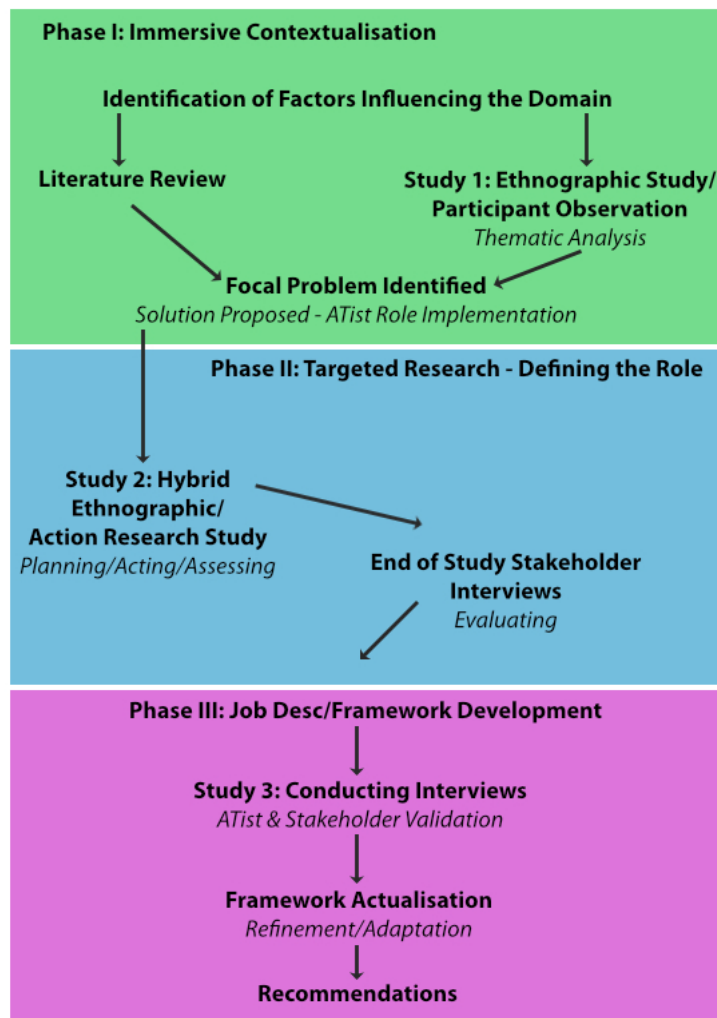 Phase I: Immersive Contextualisation
Identification of Factors Influencing the Domain
Literature Review
Study 1: Ethnographic Study/
Participant Observation
Thematic Analysis
Focal Problem Identified
Solution Proposed - ATist Role Implementation
Phase II: Targeted Research - Defining the Role
Study 2: Hybrid
Ethnographic/
Action Research Study
Planning/Acting/Assessing
End of Study Stakeholder
Interviews
Evaluating
Phase III: Job Desc/Framework Development
Study 3: Conducting Interviews
ATist & Stakeholder Validation
Framework Actualisation
Refinement/Adaptation
Recommendations